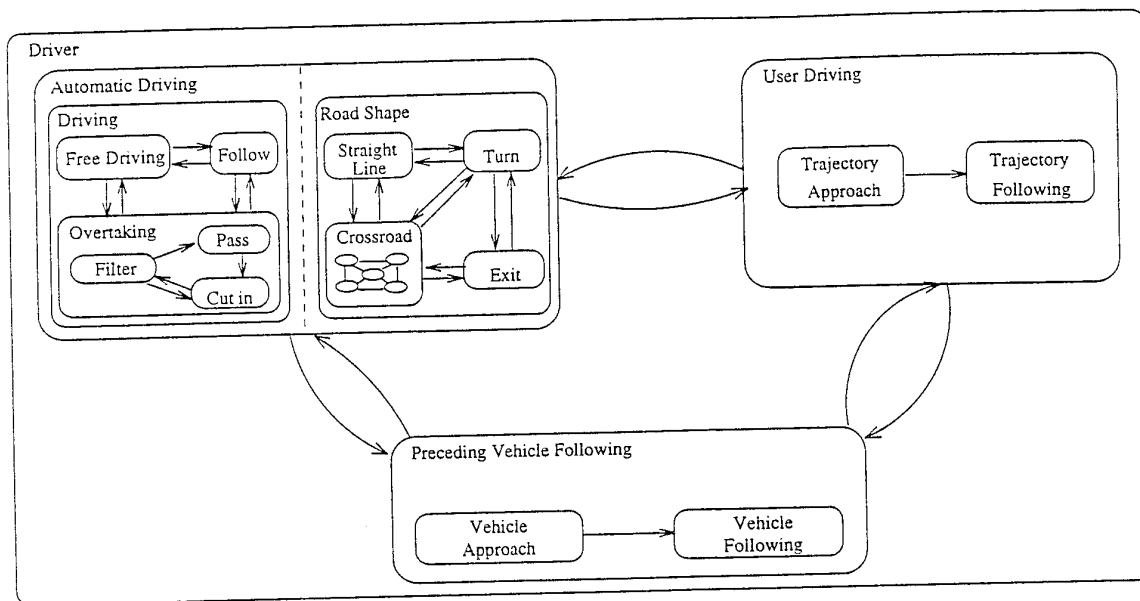 Driver
Automatic Driving
User Driving
Driving
Road Shape
Free Driving
Follow
Straight
Line
Turn
Trajectory
Approach
Trajectory
Following
Overtaking
Pass
Filter
Cut in
Crossroad
Exit
Preceding Vehicle Following
Vehicle
Approach
Vehicle
Following